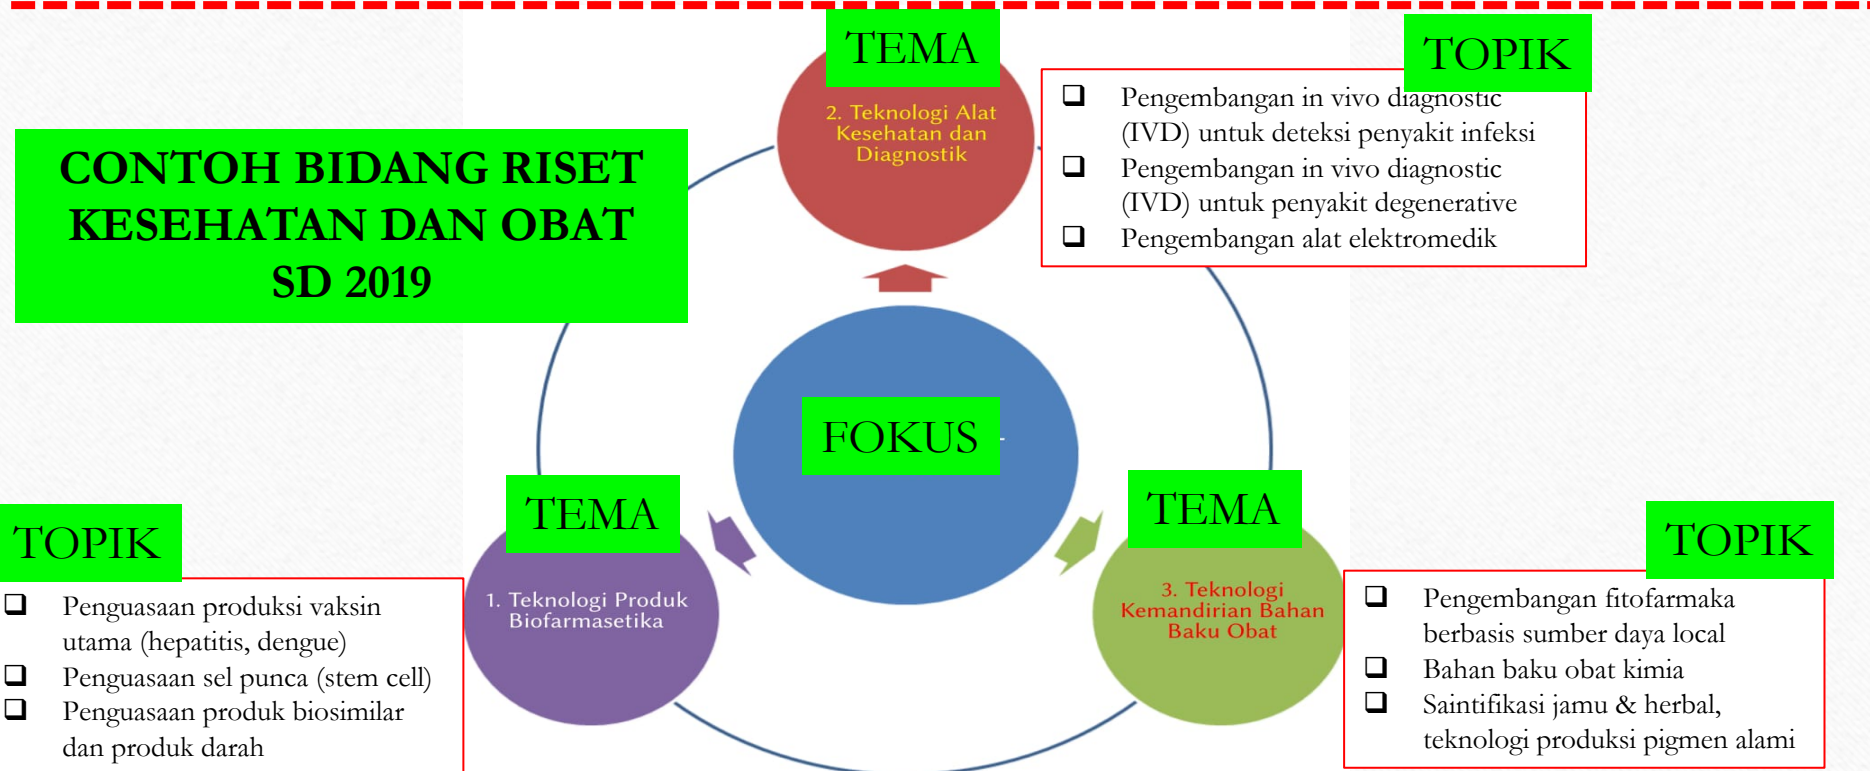 CONTOH BIDANG RISET
KESEHATAN DAN OBAT
SD 2019
TEMA
2. Teknologi Alat
Kesehatan dan
Diagnostik
TOPIK
Pengembangan in vivo diagnostic
(IVD) untuk deteksi penyakit infeksi
Pengembangan in vivo diagnostic
(IVD) untuk penyakit degenerative
Pengembangan alat elektromedik
FOKUS
TEMA
1. Teknologi Produk
Biofarmasetika
TOPIK
Penguasaan produksi vaksin
utama (hepatitis, dengue)
Penguasaan sel punca (stem cell)
Penguasaan produk biosimilar
dan produk darah
TEMA
3. Teknologi
Kemandirian Bahan
Baku Obat
TOPIK
Pengembangan fitofarmaka
berbasis sumber daya local
Bahan baku obat kimia
Saintifikasi jamu & herbal,
teknologi produksi pigmen alami